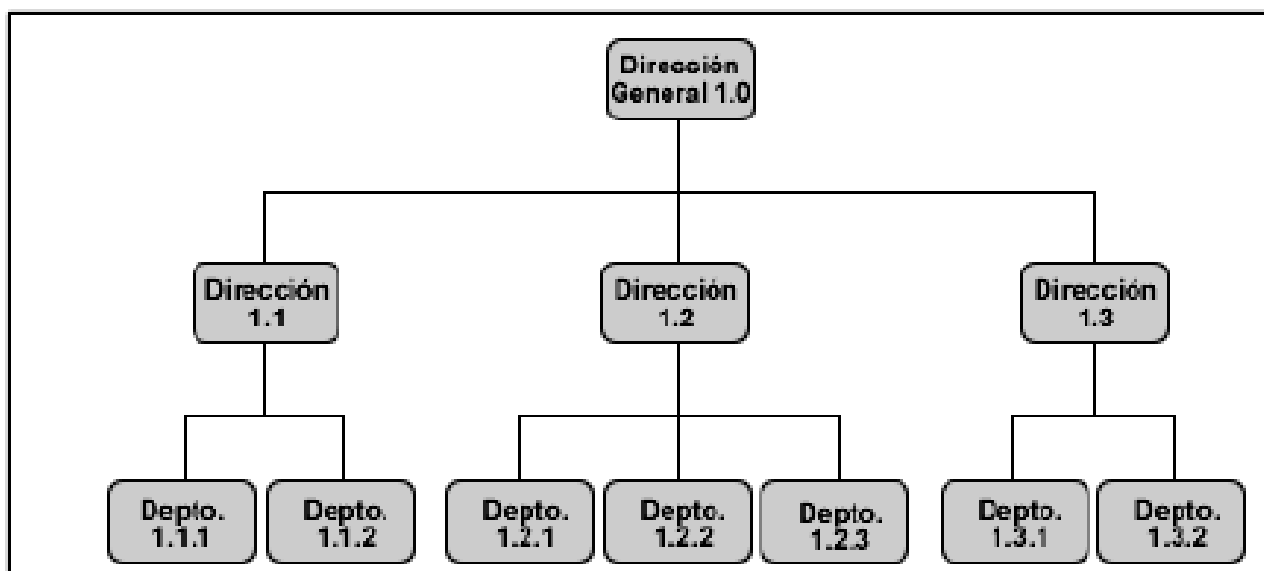 Dirección
General 1.0
Dirección
1.1
Dirección
1.2
Dirección
1.3
Depto.
1.1.1
Depto.
1.1.2
Depto.
1.2.1
Depto.
1.2.2
Depto.
1.2.3
Depto.
1.3.1
Depto.
1.3.2